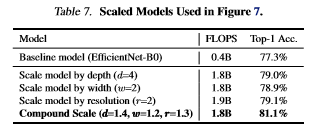 Table 7. Scaled Models Used in Figure 7.
Model FLOPS Top-1 Acc.
Baseline model (EfficientNet-B0) 0.4B 77.3%
Scale model by depth (d=4) 1.8B 79.0%
Scale model by width (w=2) 1.8B 78.9%
Scale model by resolution (r=2) 1.9B 79.1%
Compound Scale (d=1.4, w=1.2, r=1.3) 1.8B 81.1%